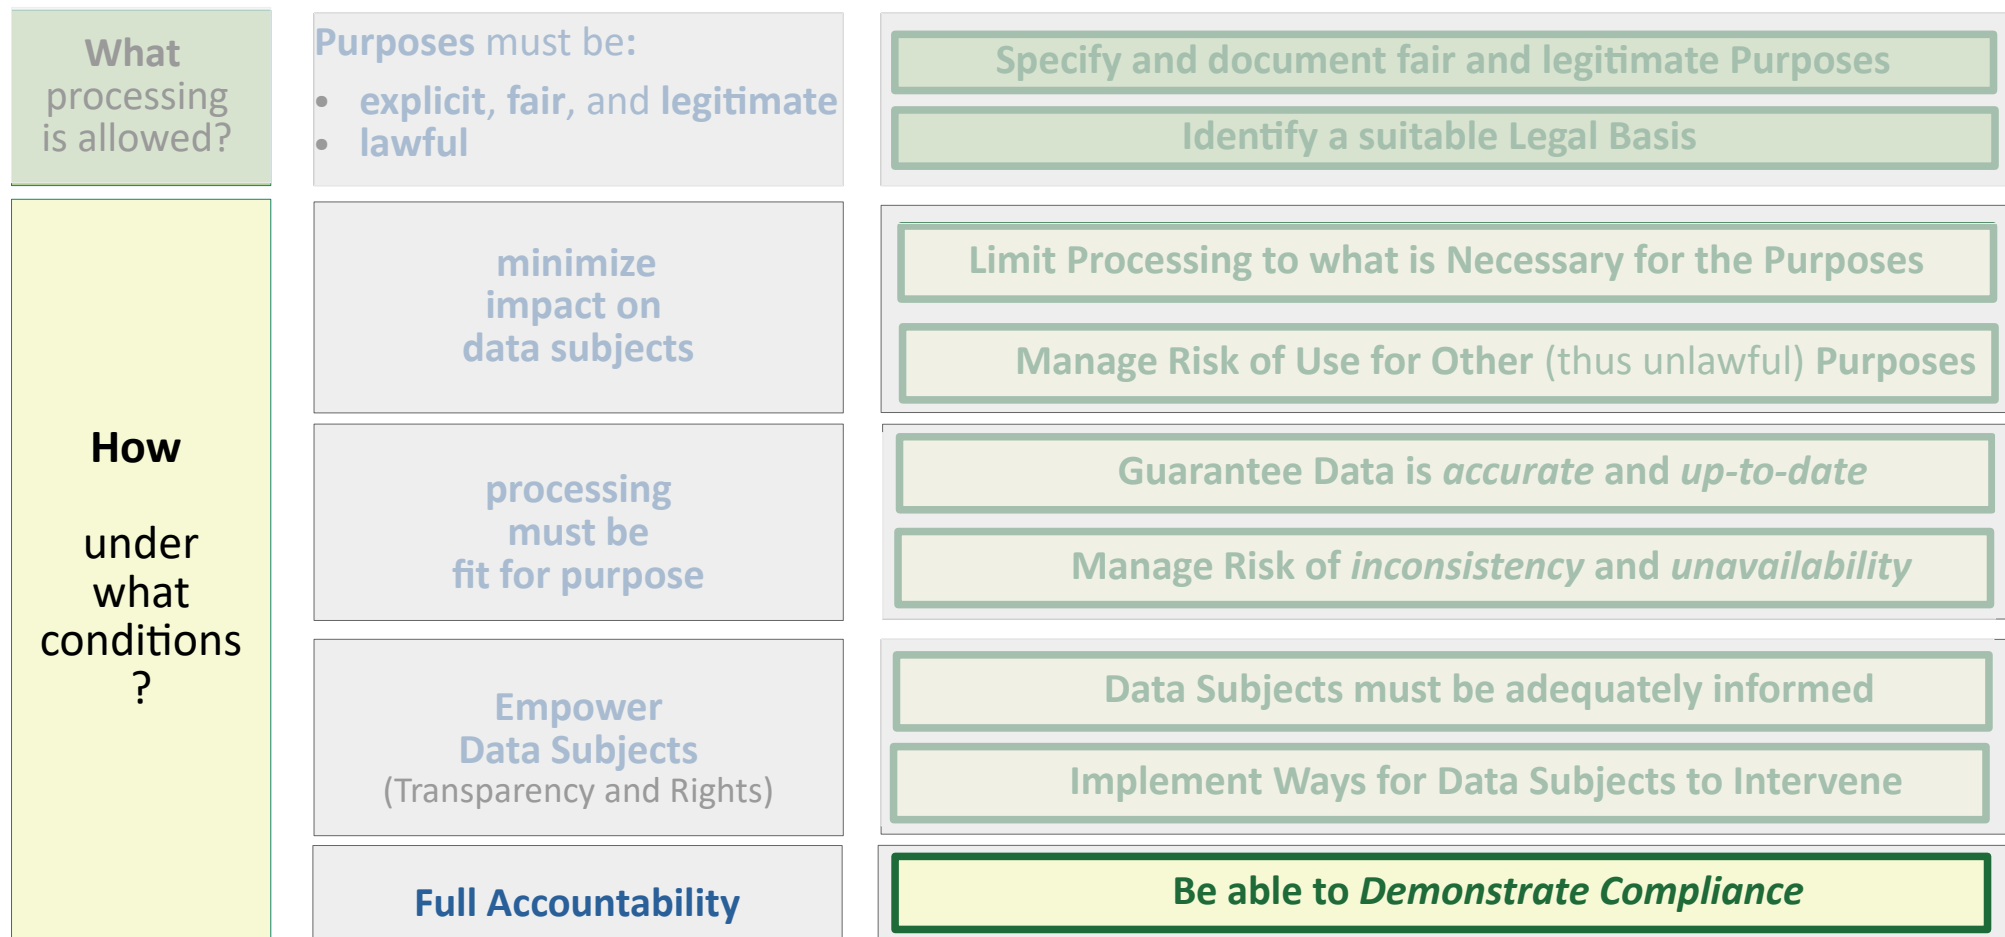 What
processing
is allowed?
Purposes must be:
• explicit, fair, and legitimate
• lawful
Specify and document fair and legitimate Purposes
Identify a suitable Legal Basis
How
under
what
conditions
?
minimize
impact on
data subjects
Limit Processing to what is Necessary for the Purposes
Manage Risk of Use for Other (thus unlawful) Purposes
processing
must be
fit for purpose
Guarantee Data is accurate and up-to-date
Manage Risk of inconsistency and unavailability
Empower
Data Subjects
(Transparency and Rights)
Data Subjects must be adequately informed
Implement Ways for Data Subjects to Intervene
Full Accountability
Be able to Demonstrate Compliance